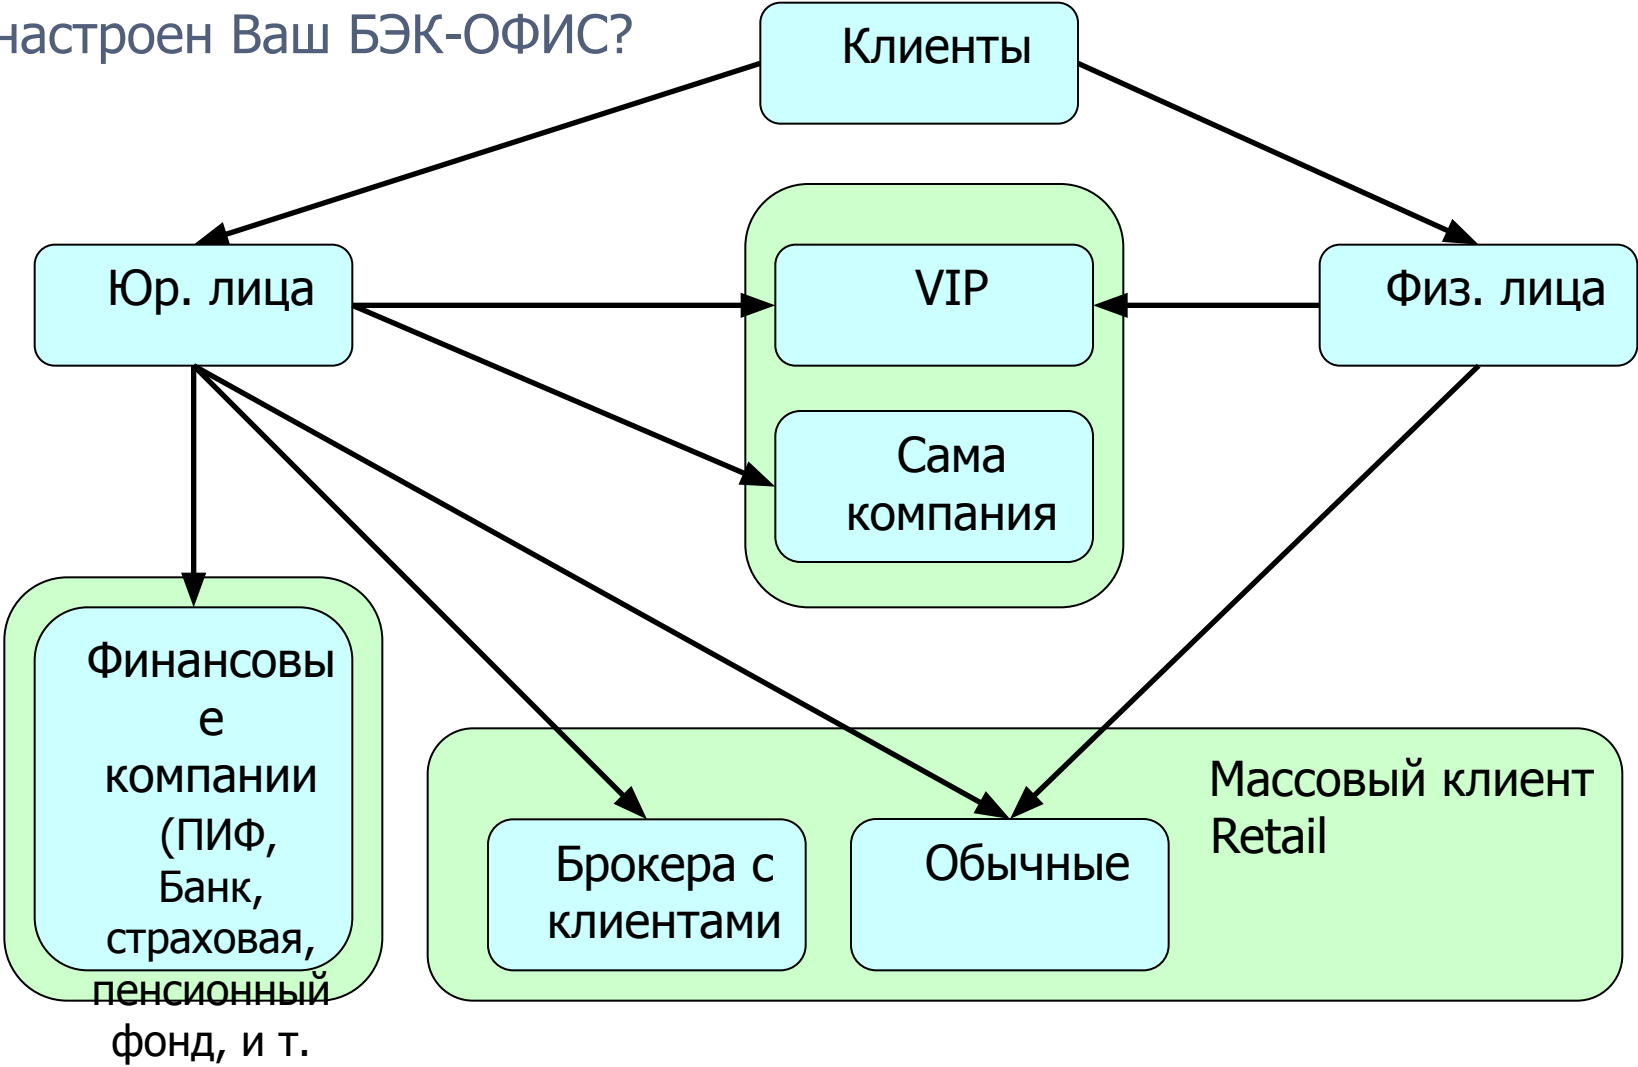 настроен Ваш БЭК-ОФИС?
Клиенты
Юр. лица
VIP
Физ. лица
Сама
компания
Финансовы
е
компании
(ПИФ,
Банк,
страховая,
пенсионный
фонд, и т.
Массовый клиент
Retail
Брокера с
клиентами
Обычные